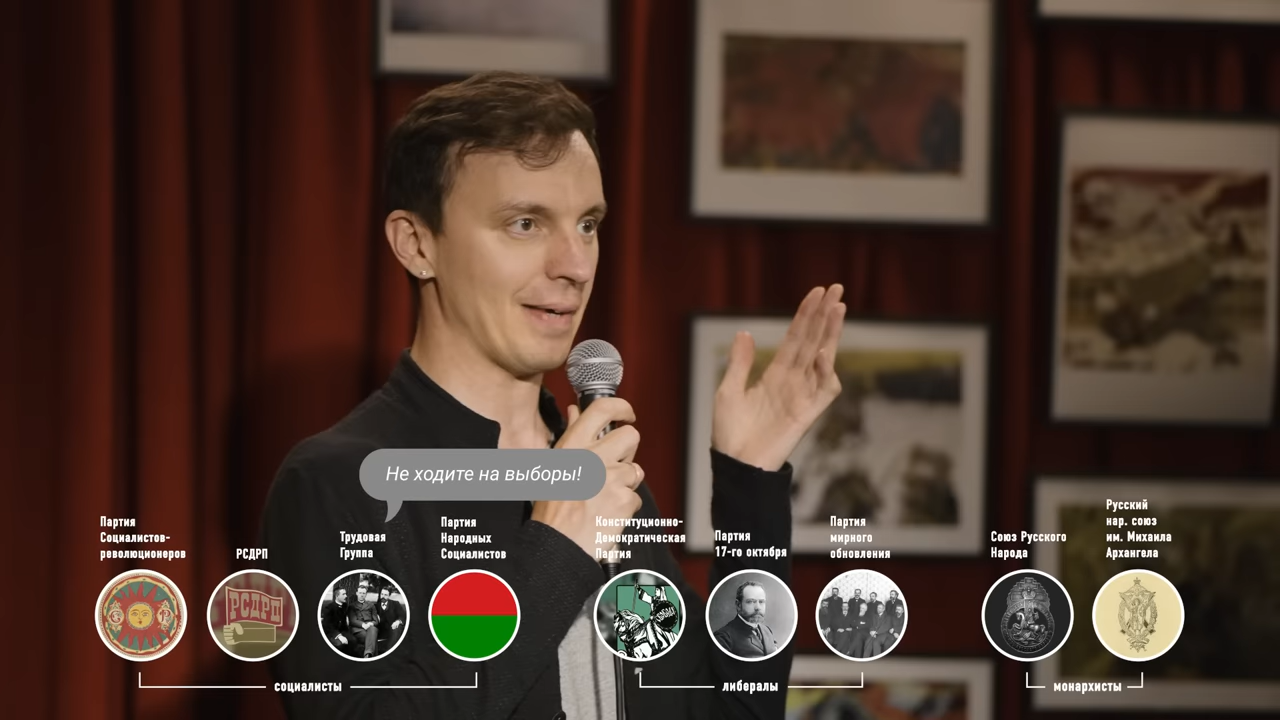 Не ходите на выборы!
Партия
Социалистов-
революционеров
РСДРП
Трудовая
Группа
Партия
Народных
Социалистов
Конституционно-
Демократическая
Партия
Партия
17-го октября
Партия
мирного
обновления
Союз Русского
Народа
Русский
нар. союз
им. Михаила
Архангела
РСДРП
социалисты
либералы
монархисты